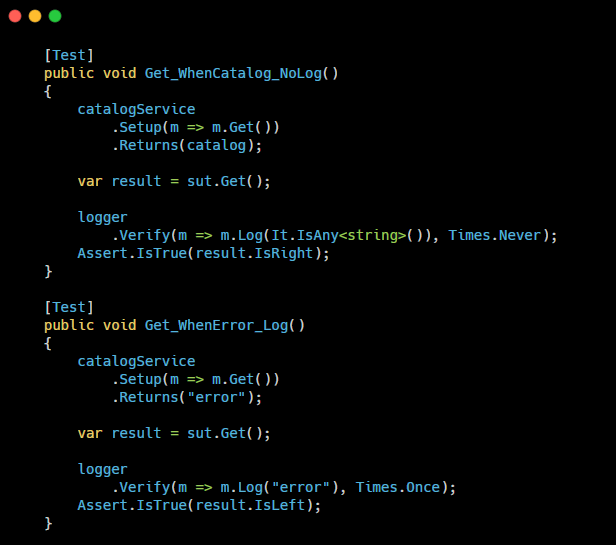 [Test]
public void Get_WhenCatalog_NoLog()
{
    catalogService
        .Setup(m => m.Get())
        .Returns(catalog);

    var result = sut.Get();

    logger
        .Verify(m => m.Log(It.IsAny<string>()), Times.Never);
    Assert.IsTrue(result.IsRight);
}

[Test]
public void Get_WhenError_Log()
{
    catalogService
        .Setup(m => m.Get())
        .Returns("error");

    var result = sut.Get();

    logger
        .Verify(m => m.Log("error"), Times.Once);
    Assert.IsTrue(result.IsLeft);
}